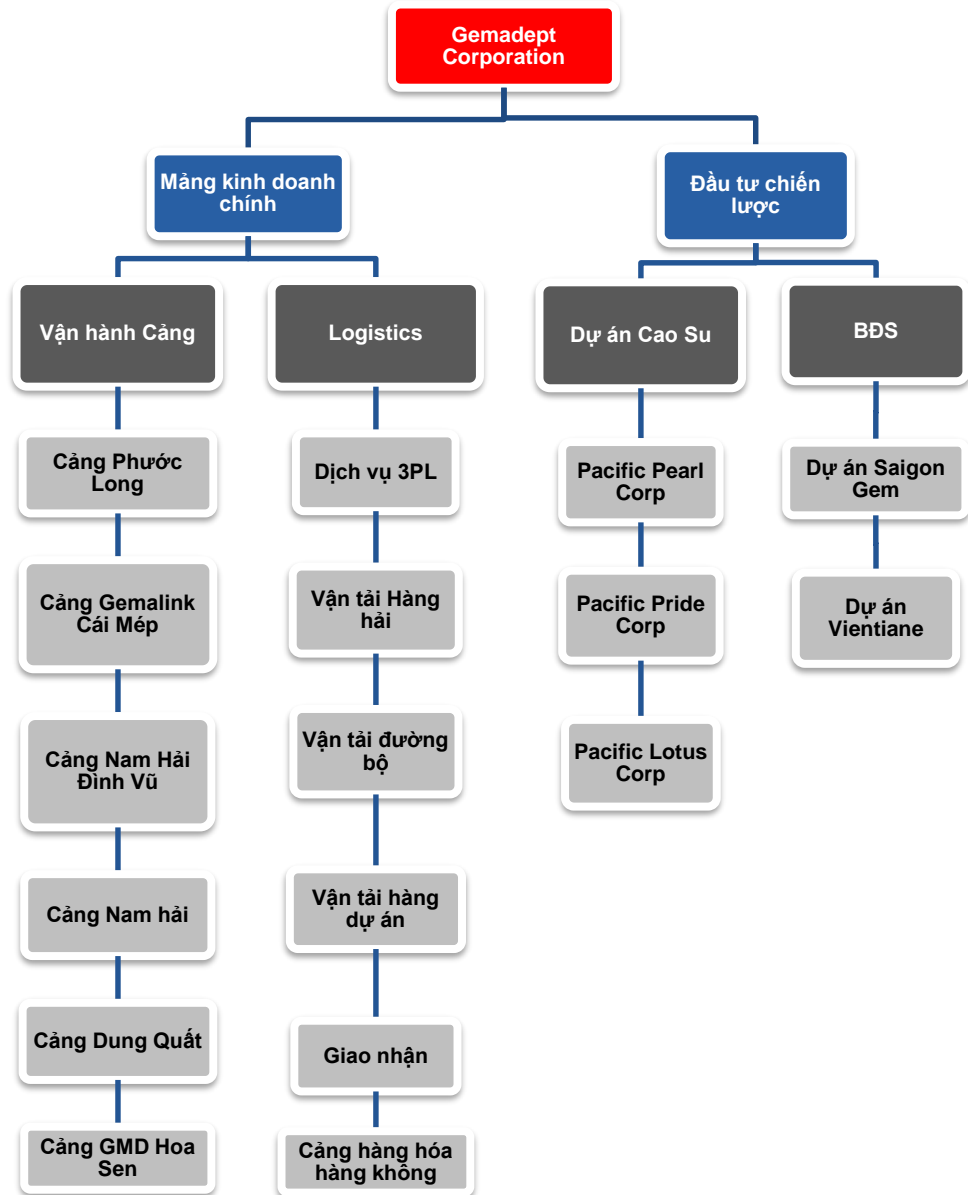 Gemadept
Corporation
Mảng kinh doanh
chính
Đầu tư chiến
lược
Vận hành Cảng
Logistics
Dự án Cao Su
BĐS
Cảng Phước
Long
Dịch vụ 3PL
Pacific Pearl
Corp
Dự án Saigon
Gem
Cảng Gemalink
Cái Mép
Vận tải Hàng
hải
Pacific Pride
Corp
Dự án
Vientiane
Cảng Nam Hải
Đình Vũ
Vận tải đường
bộ
Pacific Lotus
Corp
Cảng Nam hải
Vận tải hàng
dự án
Cảng Dung Quất
Giao nhận
Cảng GMD Hoa
Sen
Cảng hàng hóa
hàng không